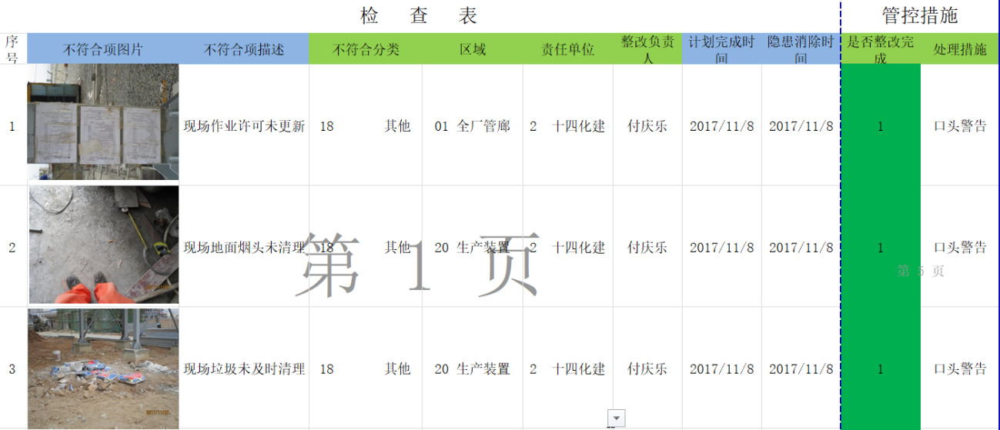 检 查 表 管控措施
序号 不符合项图片 不符合项描述 不符合分类 区域 责任单位 整改负责人 计划完成时间 隐患消除时间 是否整改完成 处理措施
1 现场作业许可未更新 18 其他 01 全厂管廊 2 十四化建 付庆乐 2017/11/8 2017/11/8 1 口头警告
2 现场地面烟头未清理 18 其他 20 生产装置 2 十四化建 付庆乐 2017/11/8 2017/11/8 1 口头警告
第 1 页
第 5 页
3 现场垃圾未及时清理 18 其他 20 生产装置 2 十四化建 付庆乐 2017/11/8 2017/11/8 1 口头警告